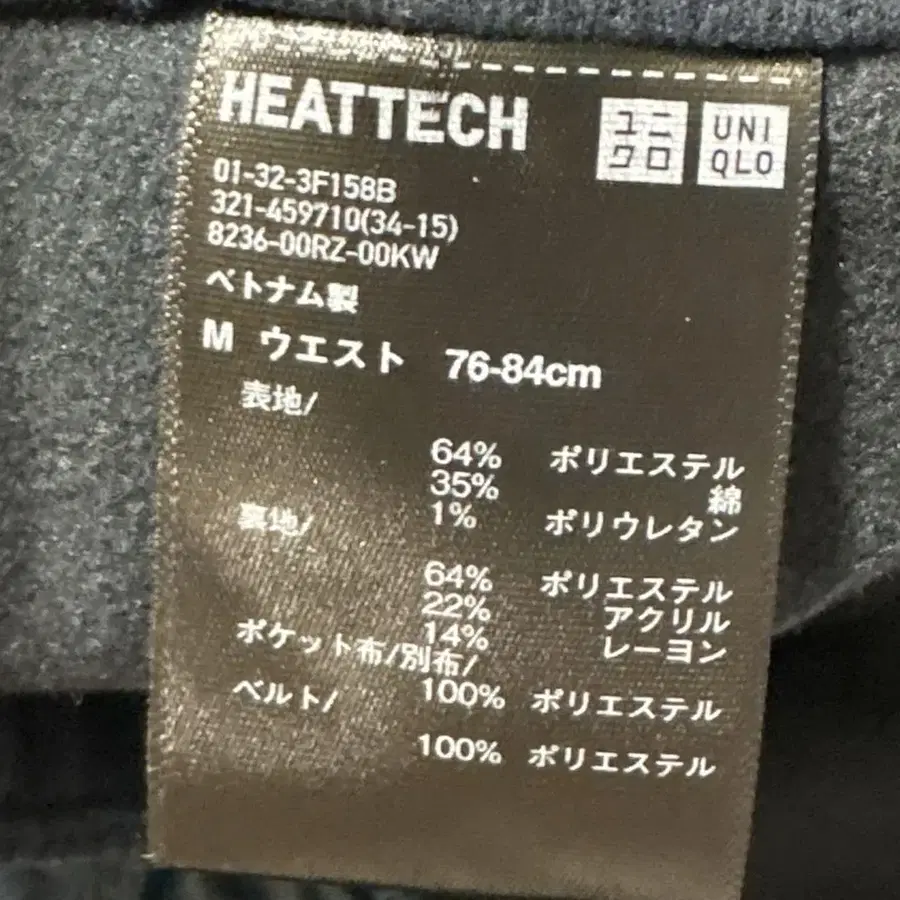 HEATTECH
ユニ
クロ
UNI
QLO
01-32-3F158B
321-459710(34-15)
8236-00RZ-00KW
ベトナム製
M ウエスト 76-84cm
表地/
64% ポリエステル
35% 綿
1% ポリウレタン
裏地/
64% ポリエステル
22% アクリル
14% レーヨン
ポケット布/別布/
100% ポリエステル
ベルト/
100% ポリエステル